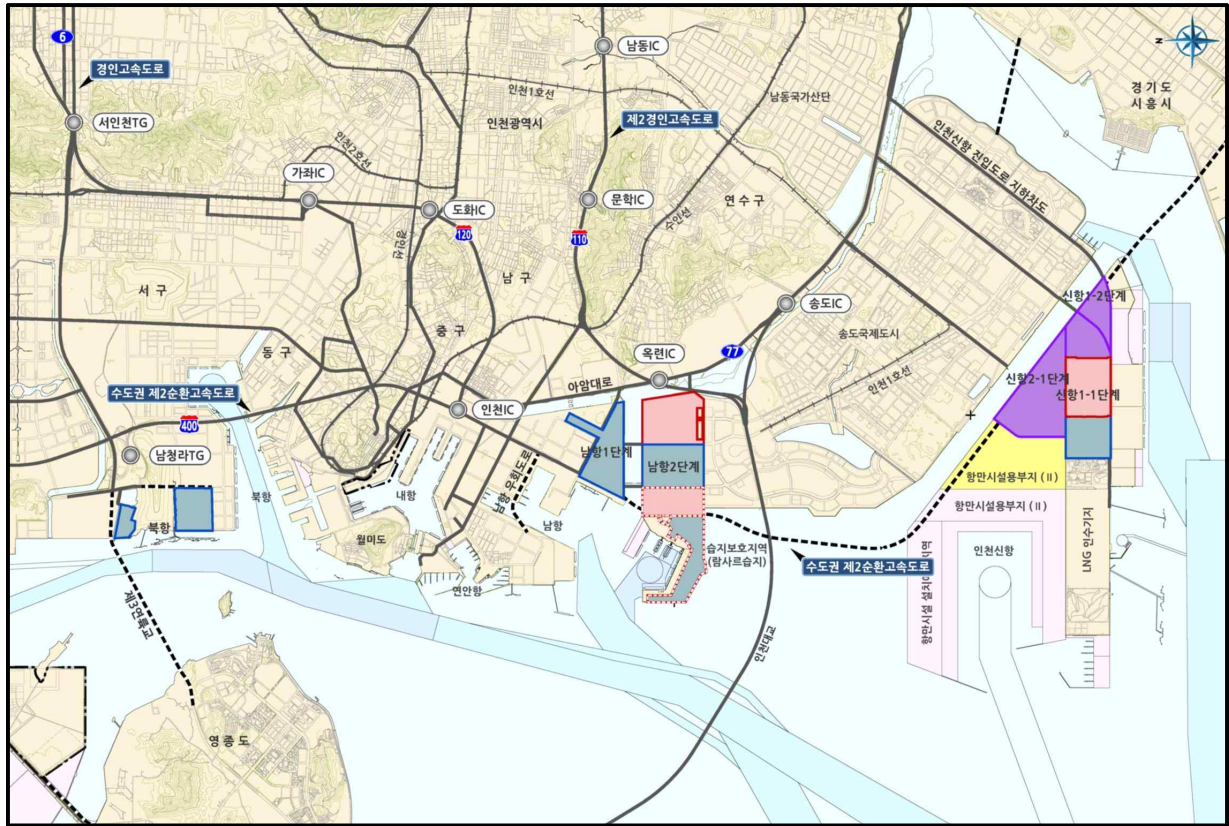 6
경인고속도로
서인천TG
가좌IC
인천2호선
도화IC
120
경인선
인천1호선
인천광역시
남동IC
제2경인고속도로
문학IC
110
수인선
남동국가산단
연수구
인천신항 진입도로 지하차도
경기도
시흥시
N
서구
동구
중구
남구
송도IC
옥련IC
77
아암대로
송도국제도시
인천1호선
신항1-2단계
신항2-1단계
신항1-1단계
수도권 제2순환고속도로
400
남청라TG
인천IC
남항1단계
남항2단계
북항
북항
내항
월미도
연안항
남항 우회도로
남항
습지보호지역
(람사르습지)
수도권 제2순환고속도로
항만시설용부지 (II)
항만시설용부지 (II)
인천신항
LNG 인수기지
항만시설 설치예
지역
제3연륙교
영종도
인천대교